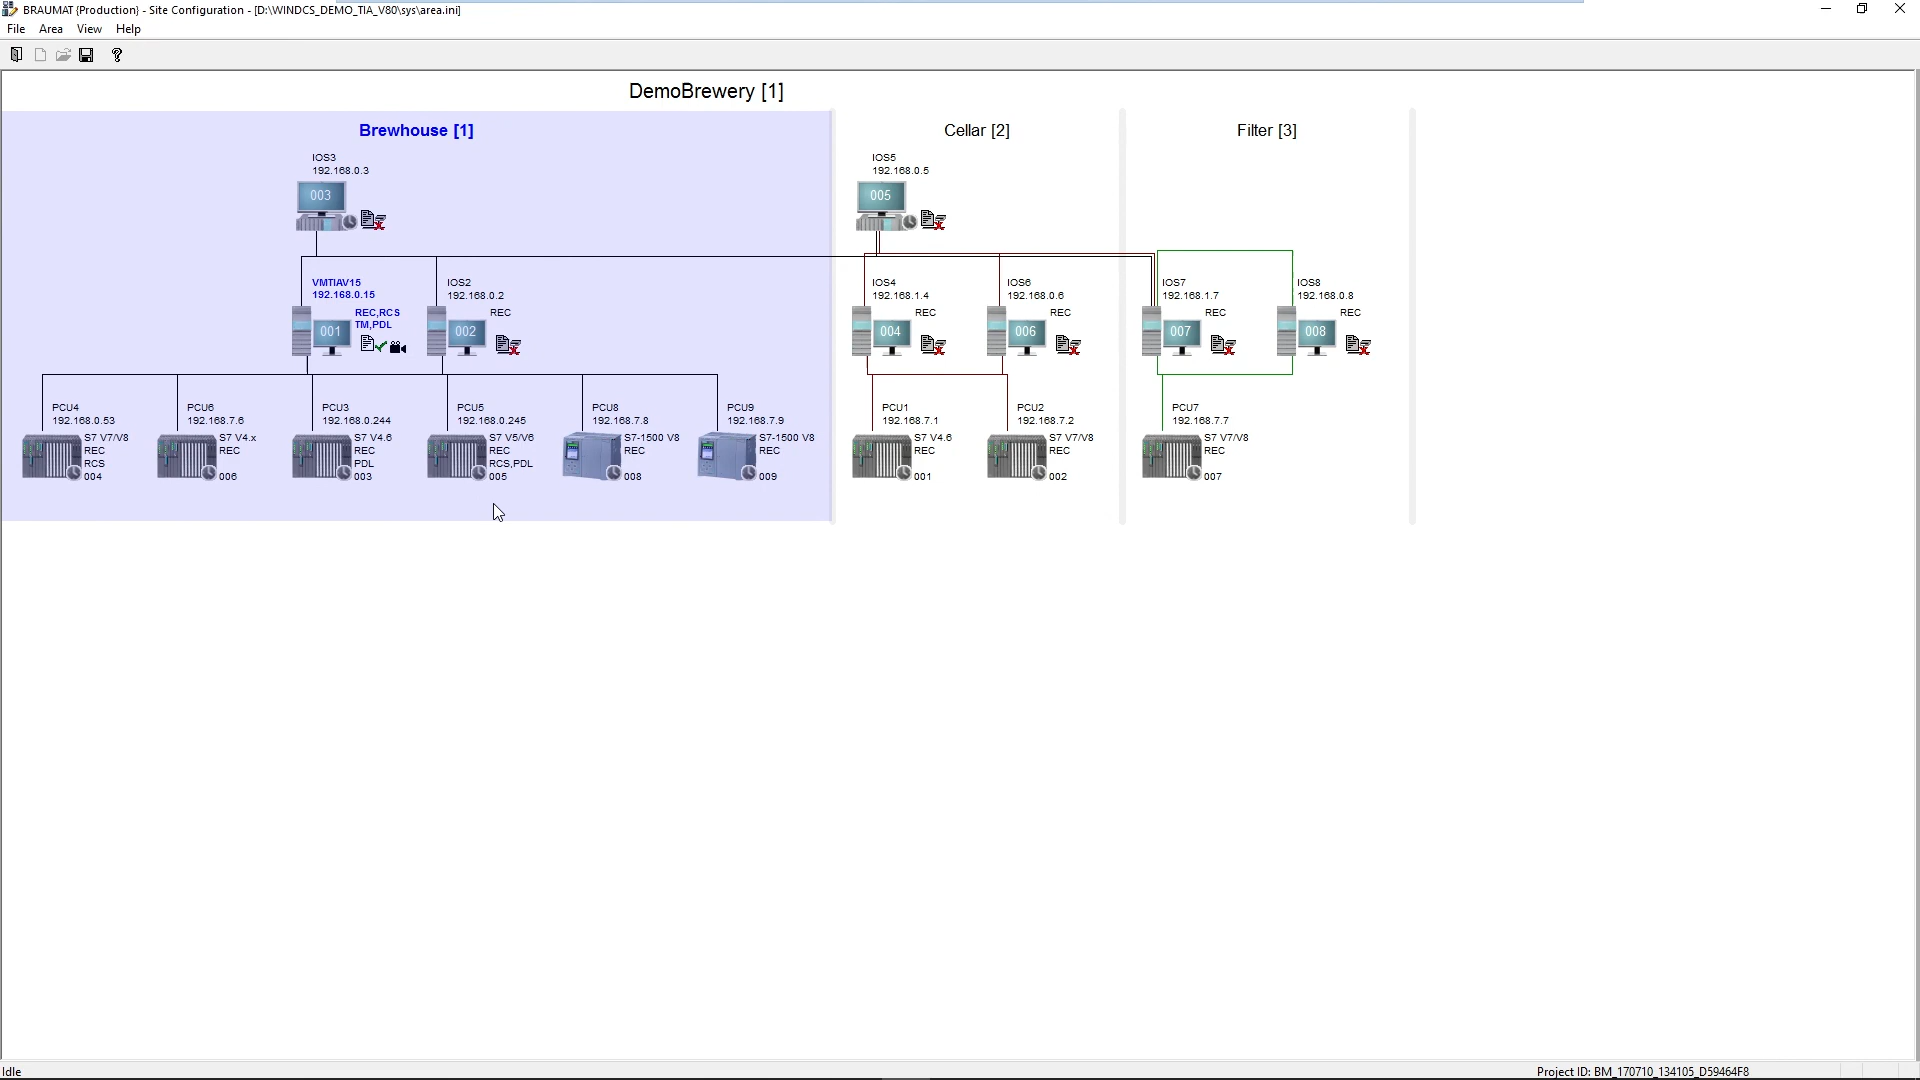 BRAUMAT {Production} - Site Configuration - [D:\WINDCS_DEMO_TIA_V80\sys\area.ini]
File Area View Help
DemoBrewery [1]
Brewhouse [1]
Cellar [2]
Filter [3]
IOS3
192.168.0.3
003
IOS5
192.168.0.5
005
VMTIAV15
192.168.0.15
REC,RCS
TM,PDL
001
IOS2
192.168.0.2
REC
002
IOS4
192.168.1.4
REC
004
IOS6
192.168.0.6
REC
006
IOS7
192.168.1.7
REC
007
IOS8
192.168.0.8
REC
008
PCU4
192.168.0.53
S7 V7/V8
REC
RCS
004
PCU6
192.168.7.6
S7 V4.x
REC
006
PCU3
192.168.0.244
S7 V4.6
REC
PDL
003
PCU5
192.168.0.245
S7 V5/V6
REC
RCS,PDL
005
PCU8
192.168.7.8
S7-1500 V8
REC
008
PCU9
192.168.7.9
S7-1500 V8
REC
009
PCU1
192.168.7.1
S7 V4.6
REC
001
PCU2
192.168.7.2
S7 V7/V8
REC
002
PCU7
192.168.7.7
S7 V7/V8
REC
007
Idle
Project ID: BM_170710_134105_D59464F8